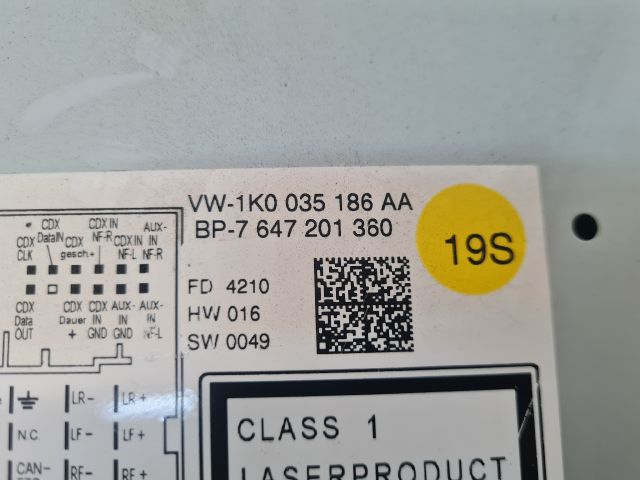 VW-1K0 035 186 AA
BP-7 647 201 360
19S
FD 4210
HW 016
SW 0049
CDX CLK
CDX DataIN
CDX gesch.+
CDX IN NF-R
CDX IN NF-L
AUX-IN NF-R
CDX Data OUT
CDX Dauer +
CDX IN GND
AUX-IN GND
AUX-IN NF-L
LR- LR+
N.C. LF- LF+
CAN- RF- RF+
CLASS 1
LASERPRODUCT